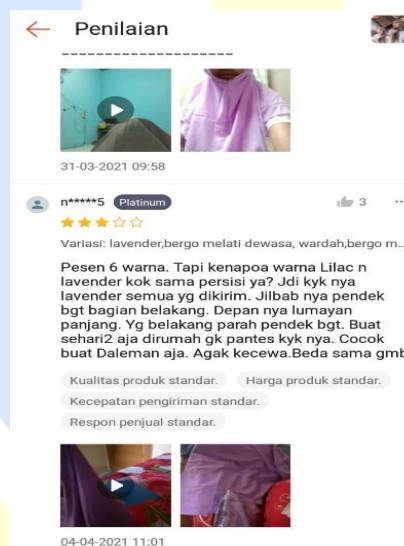 Penilaian
--------------------
31-03-2021 09:58
n*****5 Platinum
3
Variasi: lavender,bergo melati dewasa, wardah,bergo m...
Pesen 6 warna. Tapi kenapoa warna Lilac n
lavender kok sama persisi ya? Jdi kyk nya
lavender semua yg dikirim. Jilbab nya pendek
bgt bagian belakang. Depan nya lumayan
panjang. Yg belakang parah pendek bgt. Buat
sehari2 aja dirumah gk pantes kyk nya. Cocok
buat Daleman aja. Agak kecewa.Beda sama gmb
Kualitas produk standar. Harga produk standar.
Kecepatan pengiriman standar.
Respon penjual standar.
04-04-2021 11:01